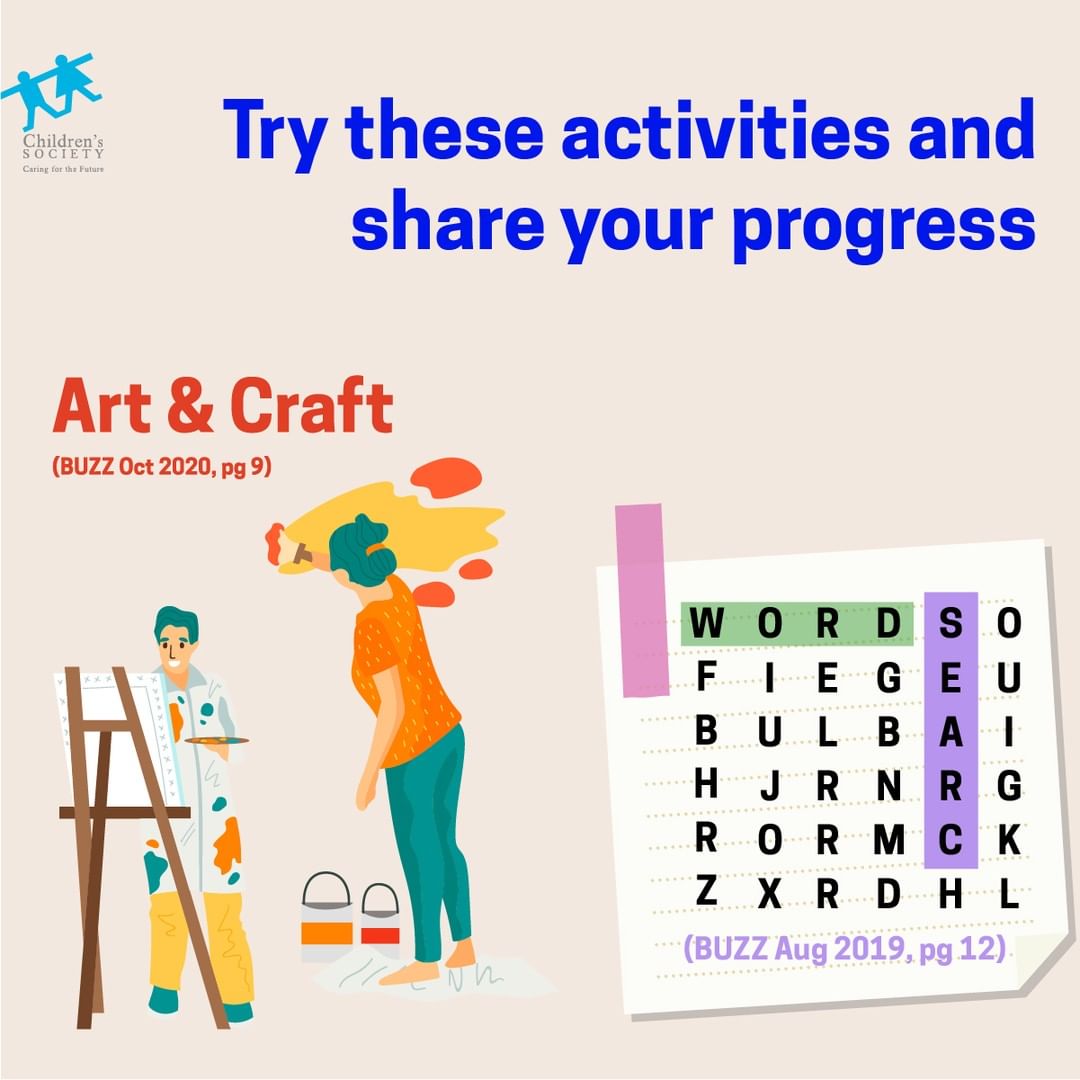 Children's
SOCIETY
Caring for the Future
Try these activities and
share your progress
Art & Craft
(BUZZ Oct 2020, pg 9)
W O R D S O
F I E G E U
B U L B A I
H J R N R G
R O R M C K
Z X R D H L
(BUZZ Aug 2019, pg 12)